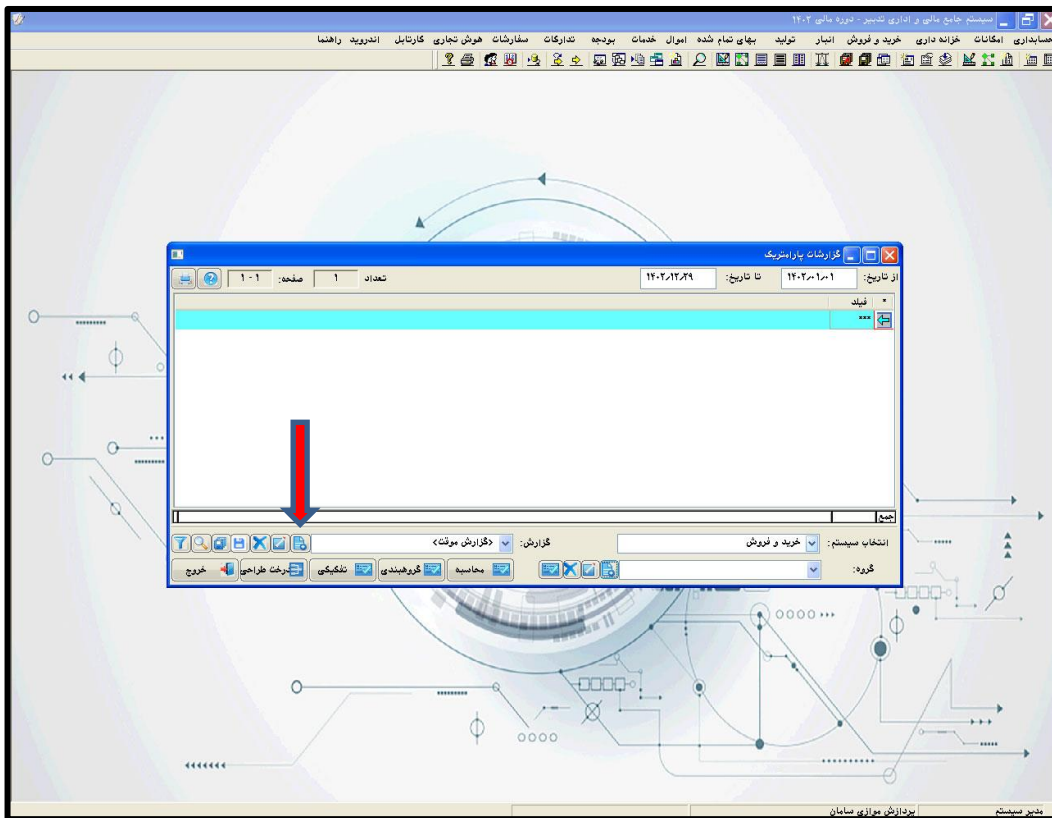 سیستم جامع مالی و اداری تدبیر - دوره مالی ۱۴۰۲
حسابداری امکانات خزانه داری خرید و فروش انبار تولید بهای تمام شده اموال خدمات بودجه تدارکات سفارشات هوش تجاری کارتابل اندروید راهنما
گزارشات پارامتریک
از تاریخ: ۱۴۰۲/۰۱/۰۱ تا تاریخ: ۱۴۰۲/۱۲/۲۹ تعداد ۱ صفحه: ۱ - ۱
* فیلد
***
جمع
انتخاب سیستم: خرید و فروش گزارش: <گزارش موقت>
گروه: محاسبه گروهبندی تفکیکی درخت طراحی خروج
مدیر سیستم پردازش موازی سامان